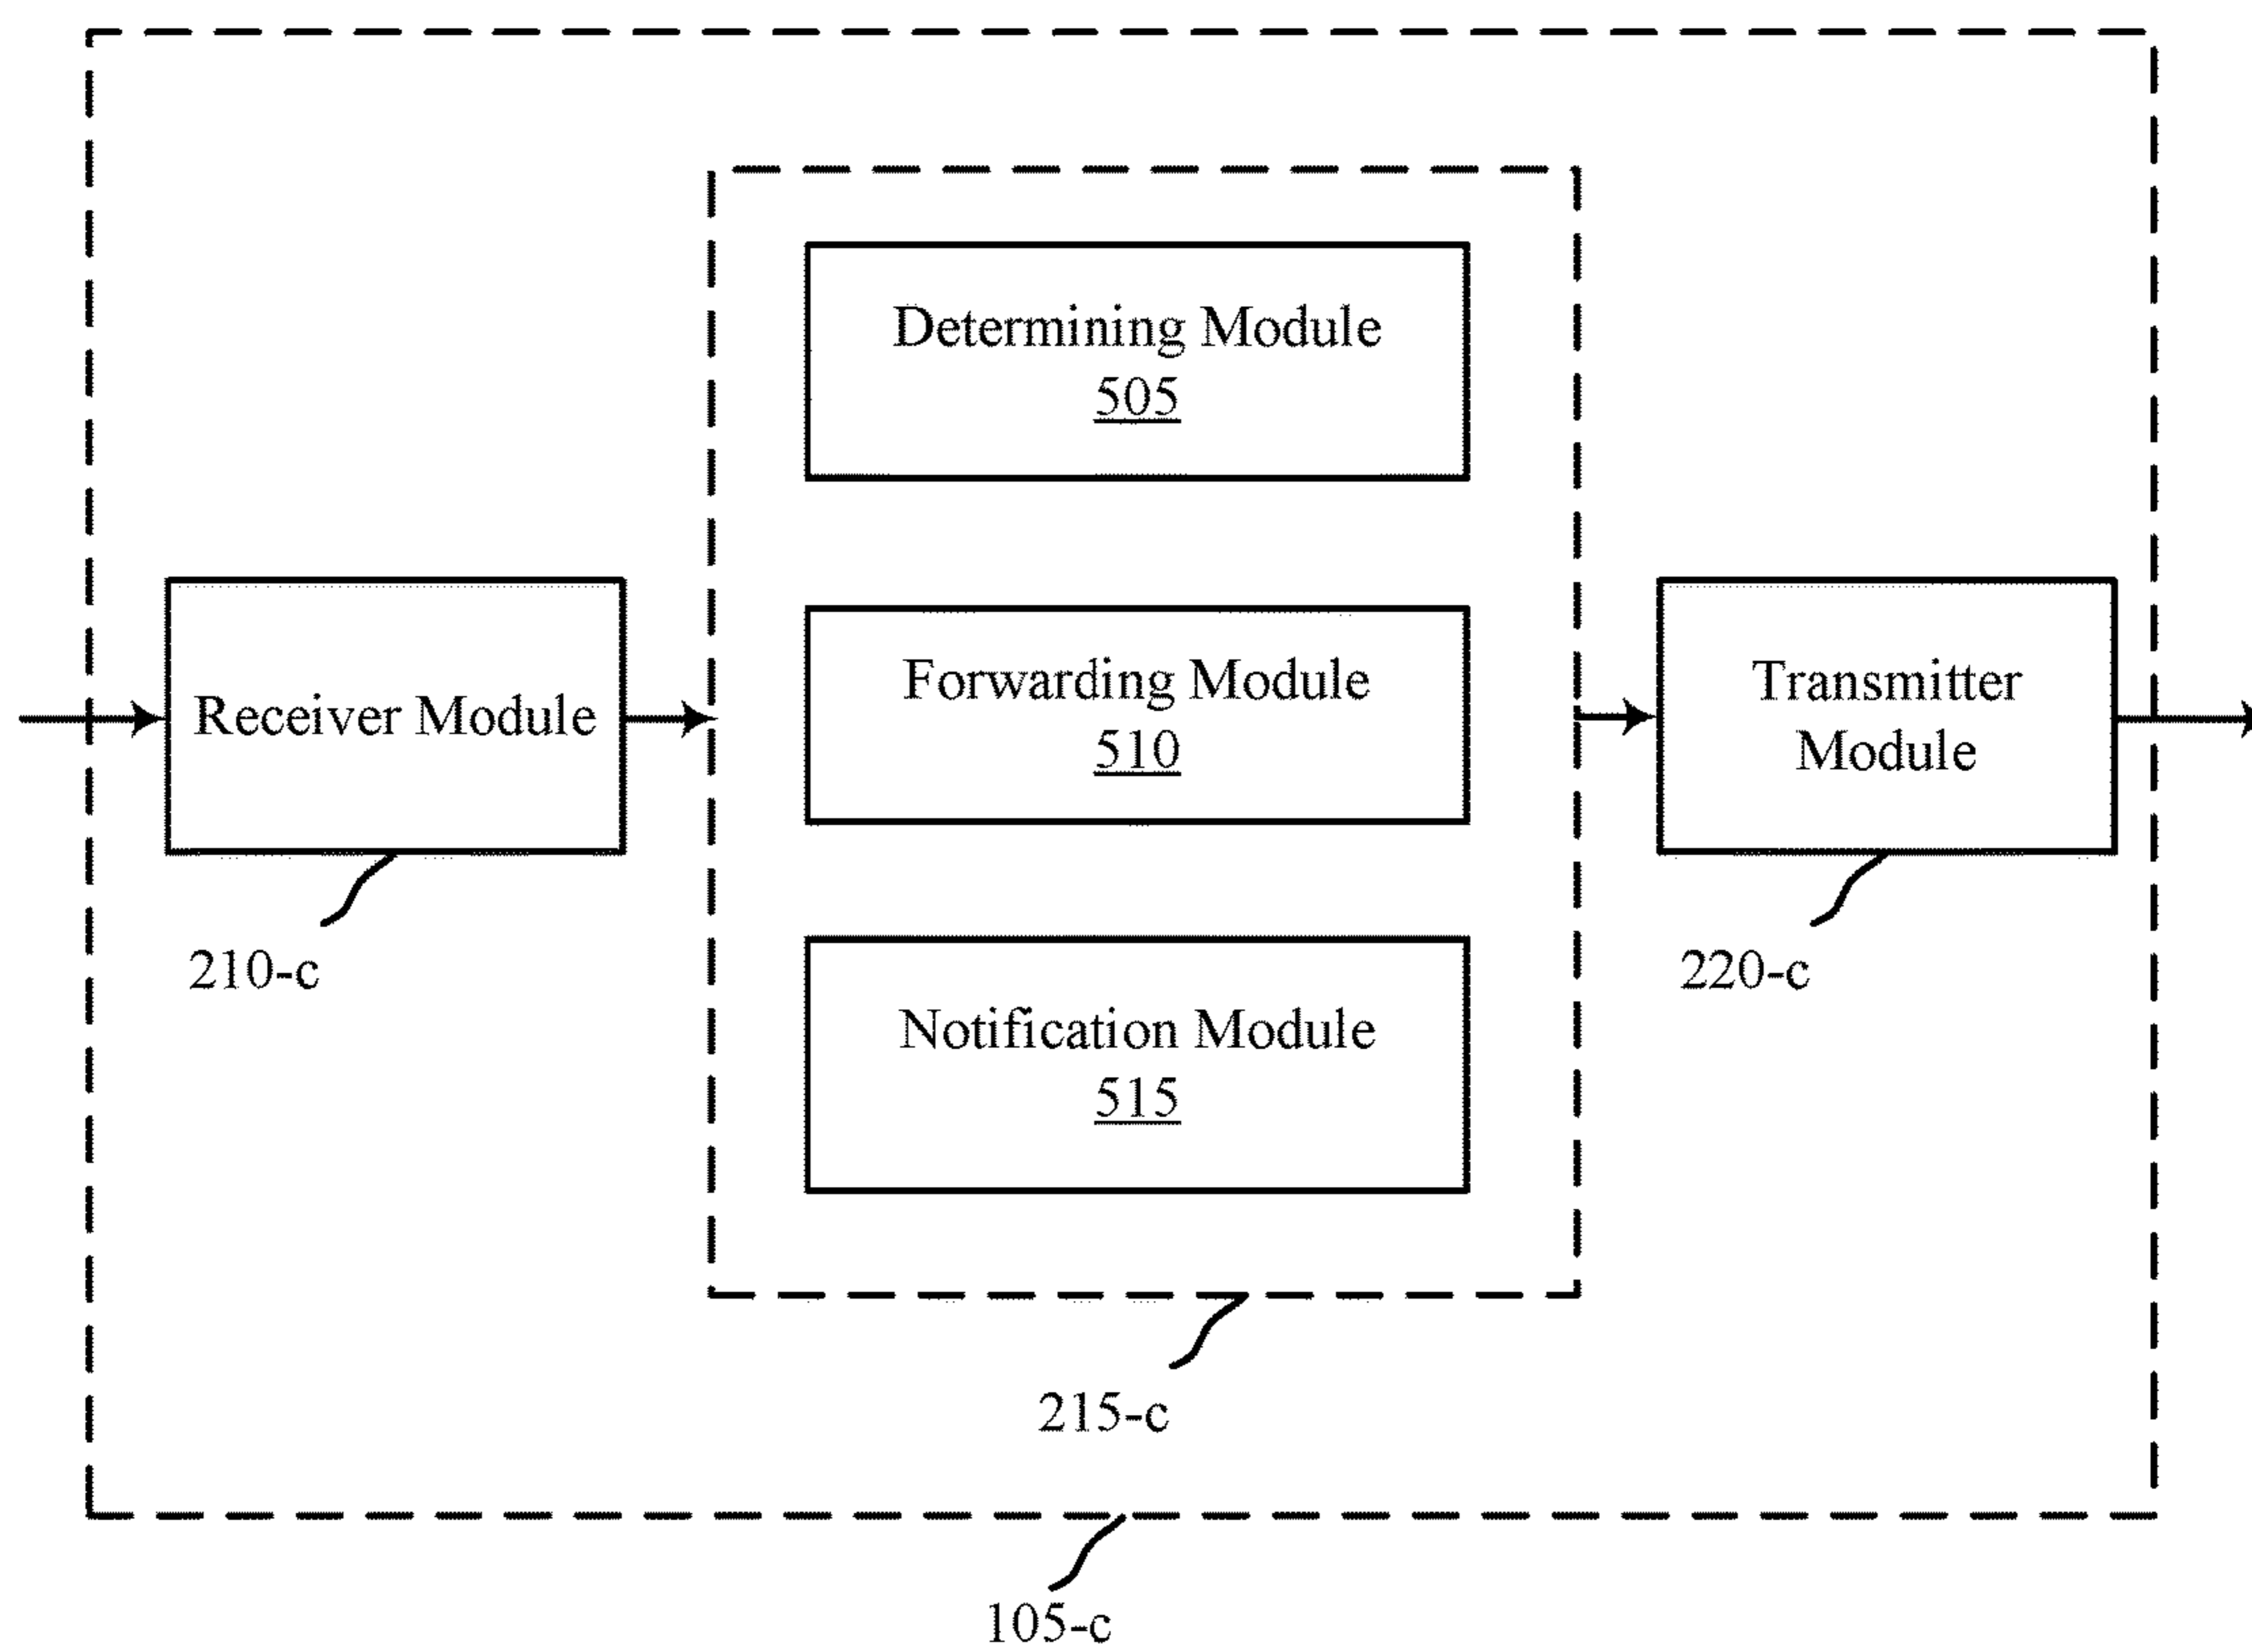 Determining Module
505
Receiver Module
Forwarding Module
510
Transmitter
Module
210-c
Notification Module
515
220-c
215-c
105-c